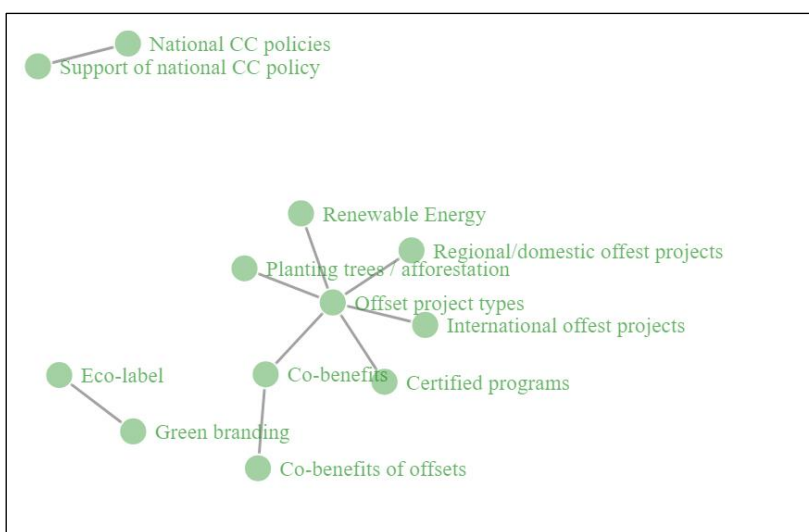 National CC policies
Support of national CC policy
Renewable Energy
Regional/domestic offest projects
Planting trees / afforestation
Offset project types
International offest projects
Eco-label
Co-benefits
Certified programs
Green branding
Co-benefits of offsets